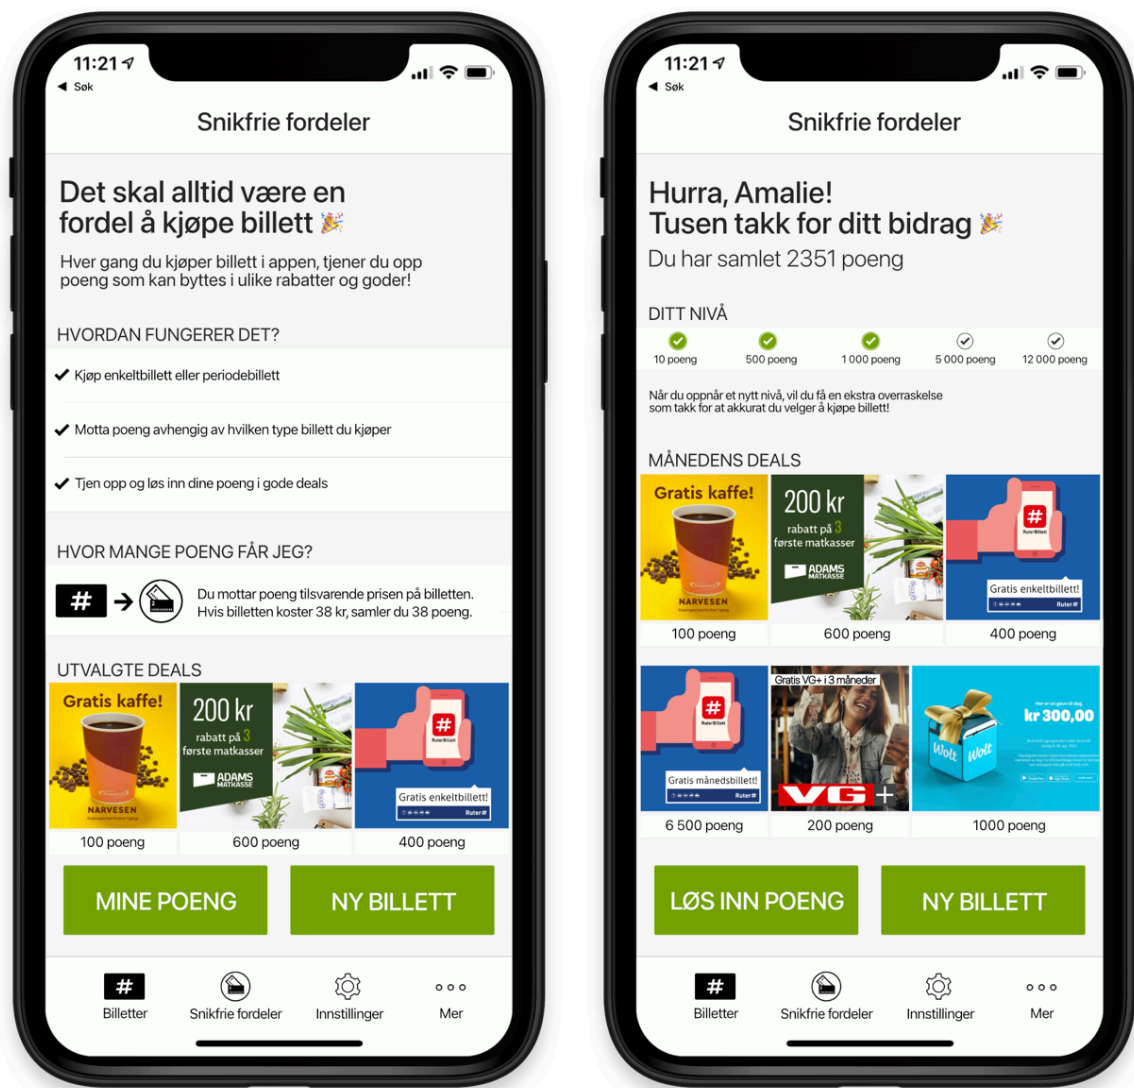 11:21
◀ Søk
Snikfrie fordeler
Det skal alltid være en
fordel å kjøpe billett 🎉
Hver gang du kjøper billett i appen, tjener du opp
poeng som kan byttes i ulike rabatter og goder!
HVORDAN FUNGERER DET?
✔ Kjøp enkeltbillett eller periodebillett
✔ Motta poeng avhengig av hvilken type billett du kjøper
✔ Tjen opp og løs inn dine poeng i gode deals
HVOR MANGE POENG FÅR JEG?
# → Du mottar poeng tilsvarende prisen på billetten.
Hvis billetten koster 38 kr, samler du 38 poeng.
UTVALGTE DEALS
Gratis kaffe!
NARVESEN
200 kr
rabatt på 3
første matkasser
ADAMS
MATKASSE
#
RuterBillett
Gratis enkeltbillett!
Ruter#
100 poeng
600 poeng
400 poeng
MINE POENG
NY BILLETT
#
Billetter
Snikfrie fordeler
Innstillinger
Mer
11:21
◀ Søk
Snikfrie fordeler
Hurra, Amalie!
Tusen takk for ditt bidrag 🎉
Du har samlet 2351 poeng
DITT NIVÅ
10 poeng
500 poeng
1 000 poeng
5 000 poeng
12 000 poeng
Når du oppnår et nytt nivå, vil du få en ekstra overraskelse
som takk for at akkurat du velger å kjøpe billett!
MÅNEDENS DEALS
Gratis kaffe!
NARVESEN
200 kr
rabatt på 3
første matkasser
ADAMS
MATKASSE
#
RuterBillett
Gratis enkeltbillett!
Ruter#
100 poeng
600 poeng
400 poeng
#
RuterBillett
Gratis månedsbillett!
Ruter#
Gratis VG+ i 3 måneder
VG+
Her er en gave til deg
kr 300,00
Wolt
Wolt
6 500 poeng
200 poeng
1000 poeng
LØS INN POENG
NY BILLETT
#
Billetter
Snikfrie fordeler
Innstillinger
Mer